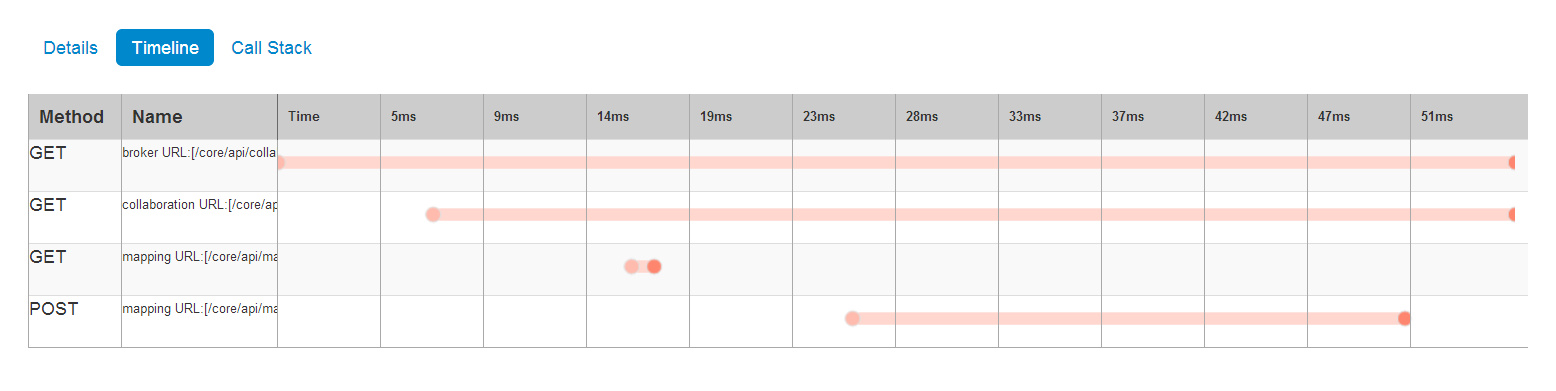 Details Timeline Call Stack
Method Name Time 5ms 9ms 14ms 19ms 23ms 28ms 33ms 37ms 42ms 47ms 51ms
GET broker URL:[/core/api/colla
GET collaboration URL:[/core/ap
GET mapping URL:[/core/api/ma
POST mapping URL:[/core/api/ma